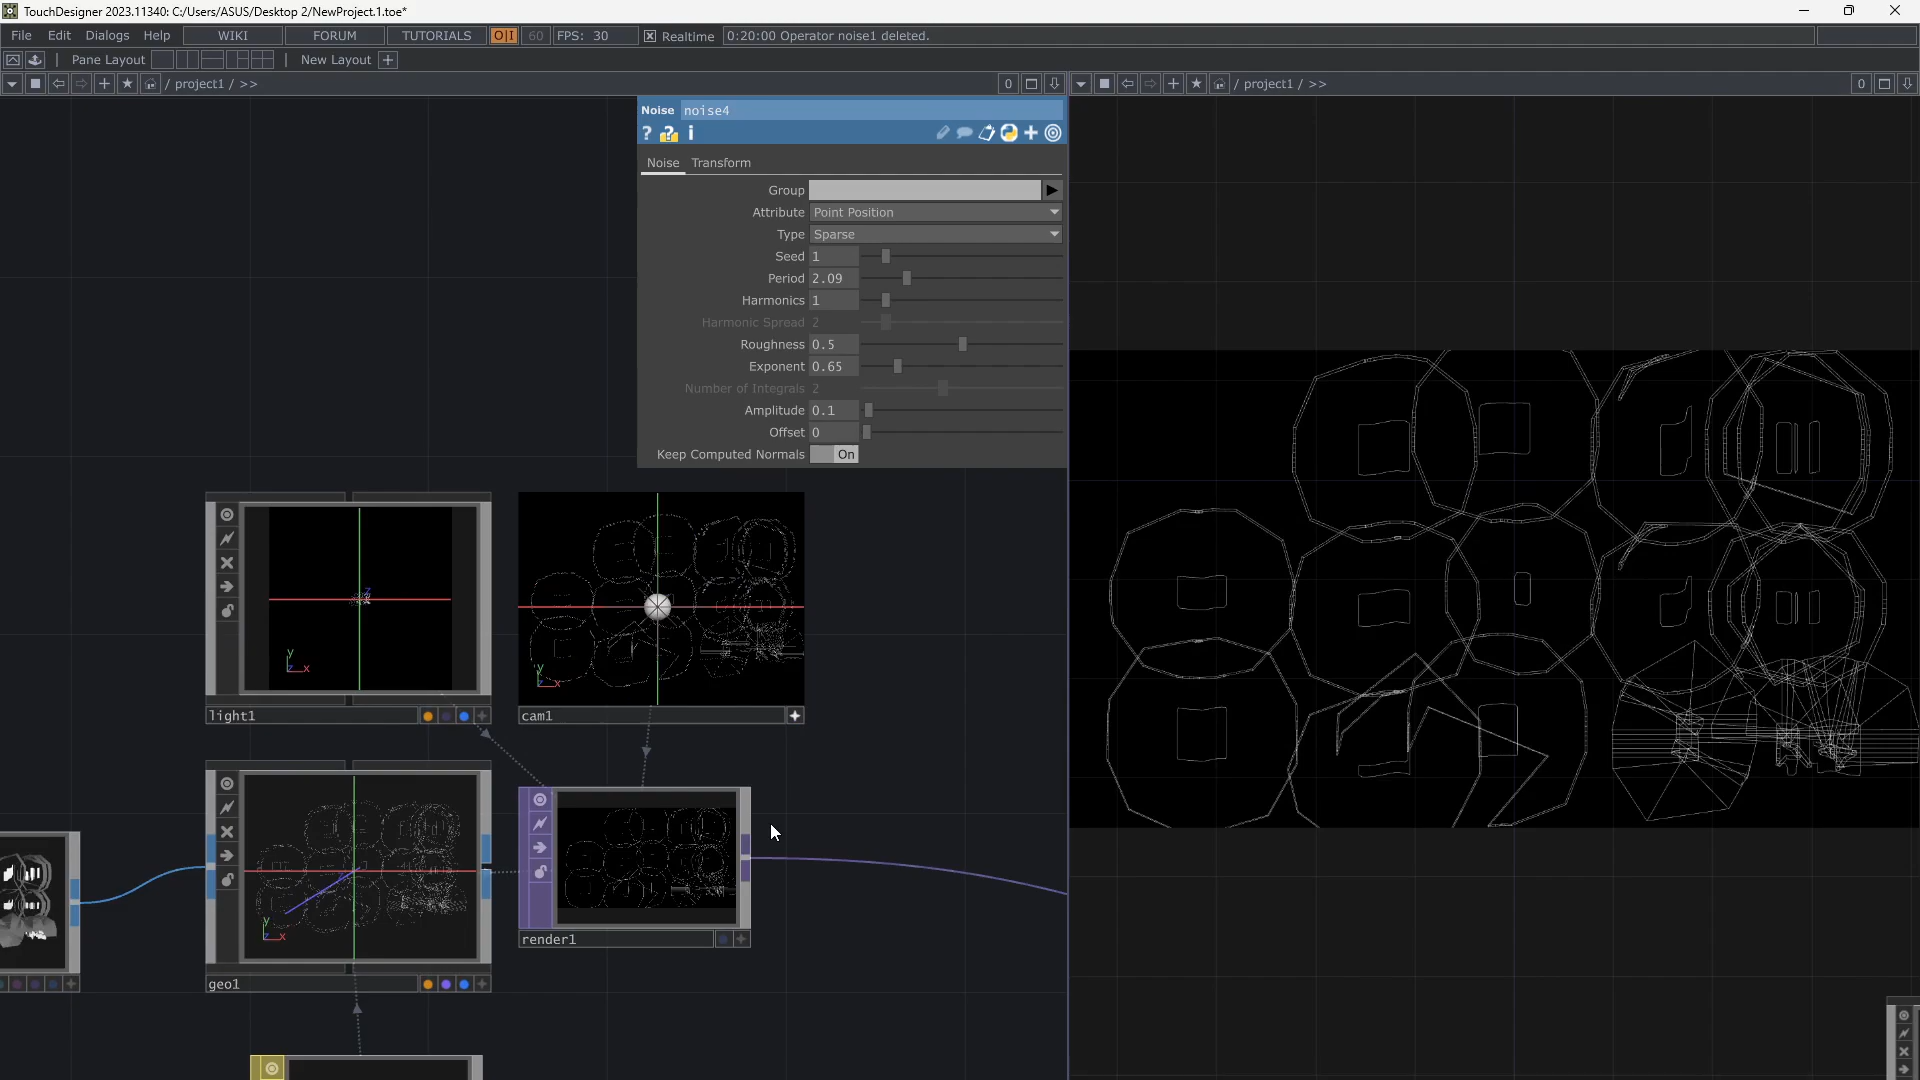 TouchDesigner 2023.11340: C:/Users/ASUS/Desktop 2/NewProject.1.toe*
File Edit Dialogs Help WIKI FORUM TUTORIALS O|I 60 FPS: 30 Realtime 0:20:00 Operator noise1 deleted.
Pane Layout New Layout +
/ project1 / >> 0
/ project1 / >> 0
Noise noise4
? ? i
Noise Transform
Group
Attribute Point Position
Type Sparse
Seed 1
Period 2.09
Harmonics 1
Harmonic Spread 2
Roughness 0.5
Exponent 0.65
Number of Integrals 2
Amplitude 0.1
Offset 0
Keep Computed Normals On
z
y
z x
y
z x
light1
cam1
y
z x
render1
geo1